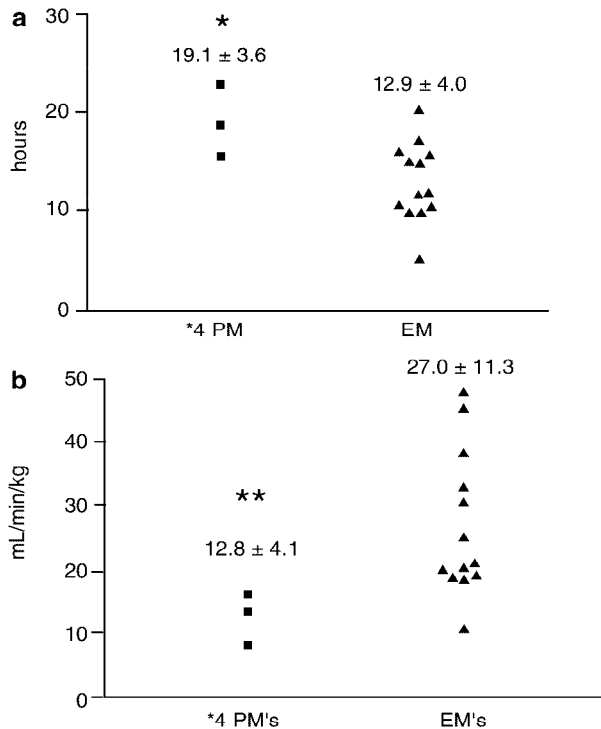 a
30
*
19.1 ± 3.6
12.9 ± 4.0
20
hours
10
0
*4 PM
EM
b
27.0 ± 11.3
50
40
**
mL/min/kg
30
12.8 ± 4.1
20
10
0
*4 PM's
EM's